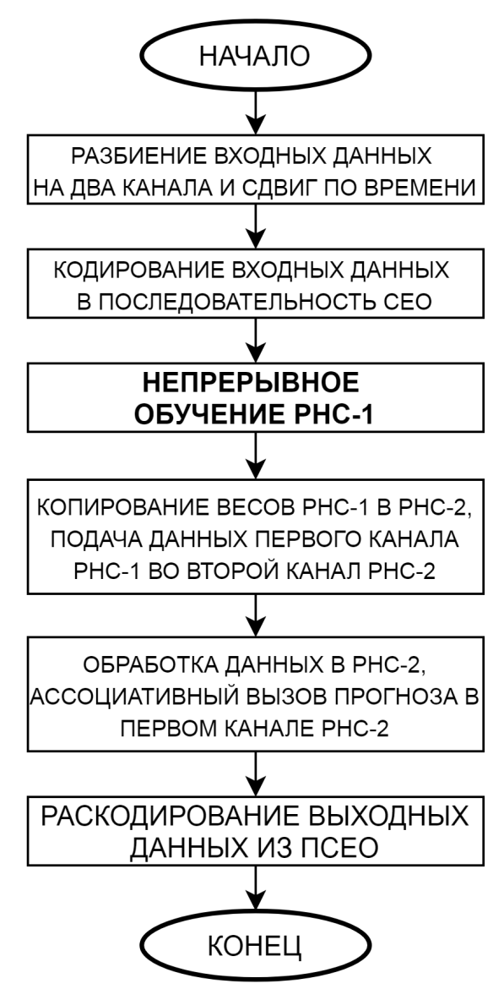 НАЧАЛО
РАЗБИЕНИЕ ВХОДНЫХ ДАННЫХ
НА ДВА КАНАЛА И СДВИГ ПО ВРЕМЕНИ
КОДИРОВАНИЕ ВХОДНЫХ ДАННЫХ
В ПОСЛЕДОВАТЕЛЬНОСТЬ СЕО
НЕПРЕРЫВНОЕ
ОБУЧЕНИЕ РНС-1
КОПИРОВАНИЕ ВЕСОВ РНС-1 В РНС-2,
ПОДАЧА ДАННЫХ ПЕРВОГО КАНАЛА
РНС-1 ВО ВТОРОЙ КАНАЛ РНС-2
ОБРАБОТКА ДАННЫХ В РНС-2,
АССОЦИАТИВНЫЙ ВЫЗОВ ПРОГНОЗА В
ПЕРВОМ КАНАЛЕ РНС-2
РАСКОДИРОВАНИЕ ВЫХОДНЫХ
ДАННЫХ ИЗ ПСЕО
КОНЕЦ